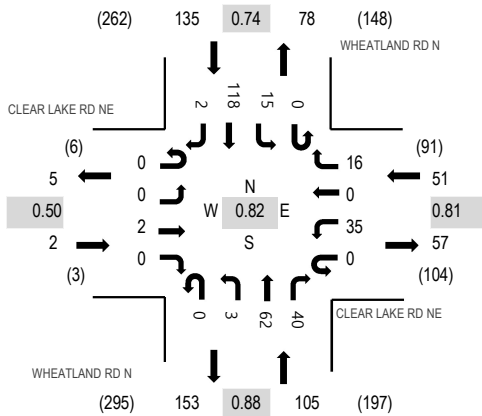 (262) 135 0.74 78 (148)
WHEATLAND RD N
CLEAR LAKE RD NE
2 118 15 0
(6) (91)
5 0 16 51
0 N 0
0.50 W 0.82 E 0.81
2 2 S 35 57
(3) 0 0 (104)
0 3 62 40
CLEAR LAKE RD NE
WHEATLAND RD N
(295) 153 0.88 105 (197)